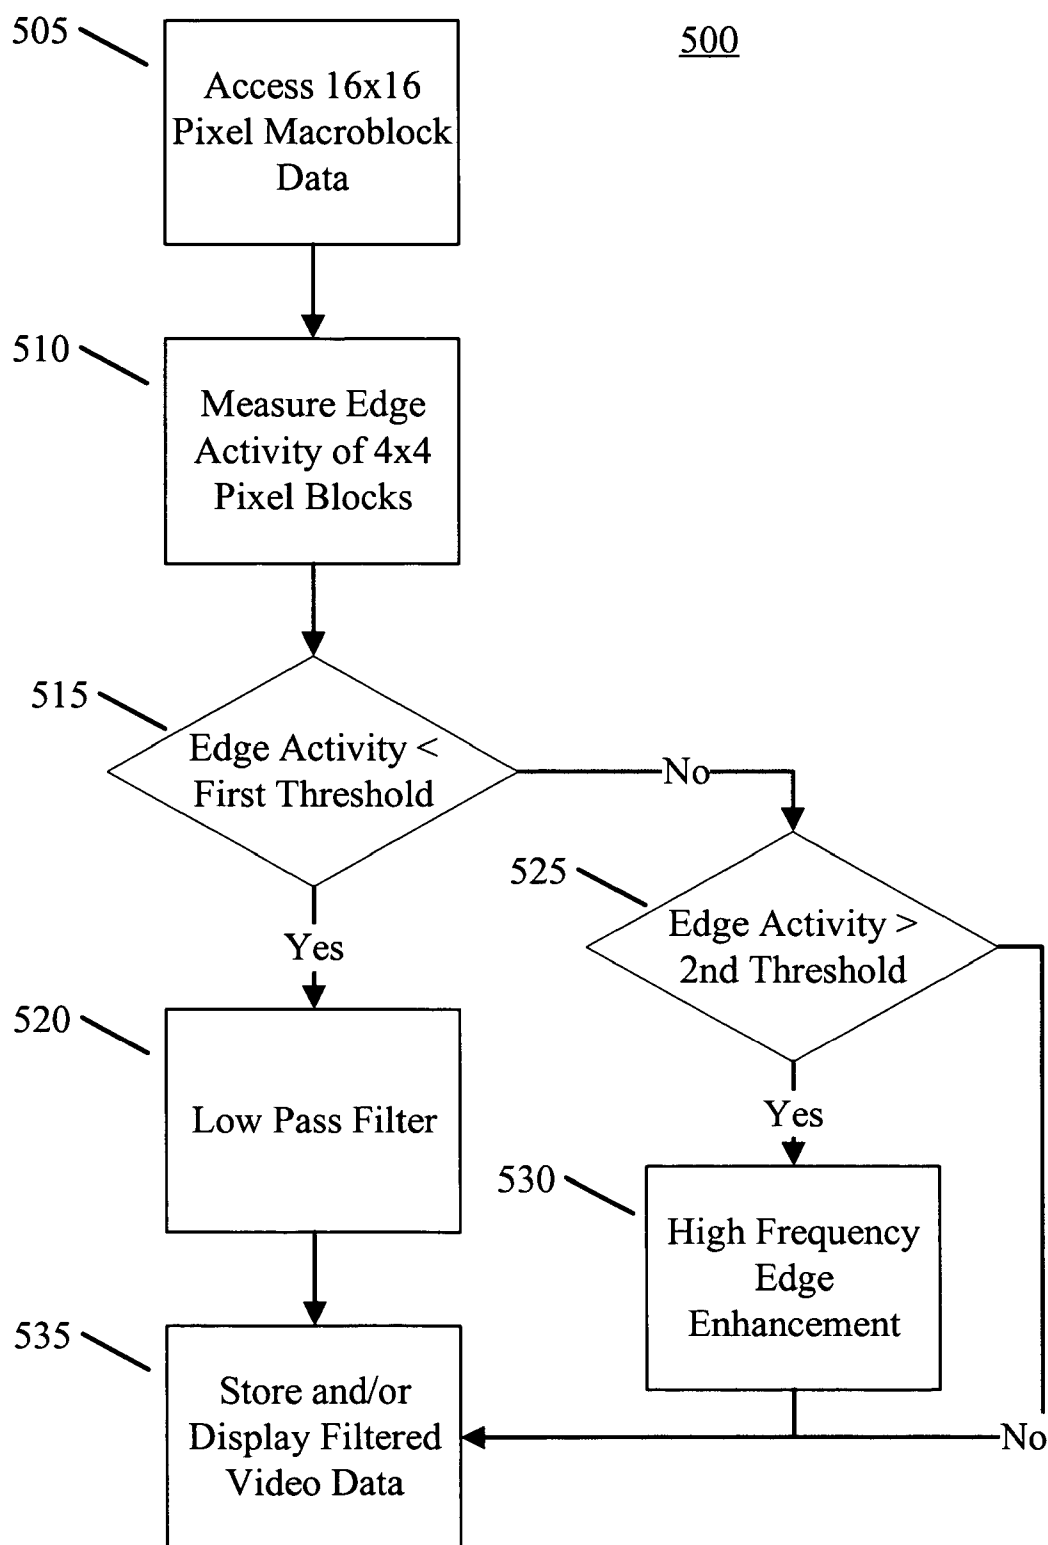 505
500
Access 16x16
Pixel Macroblock
Data
510
Measure Edge
Activity of 4x4
Pixel Blocks
515
Edge Activity <
First Threshold
No
525
Edge Activity >
2nd Threshold
Yes
520
Low Pass Filter
Yes
530
High Frequency
Edge
Enhancement
535
Store and/or
Display Filtered
Video Data
No